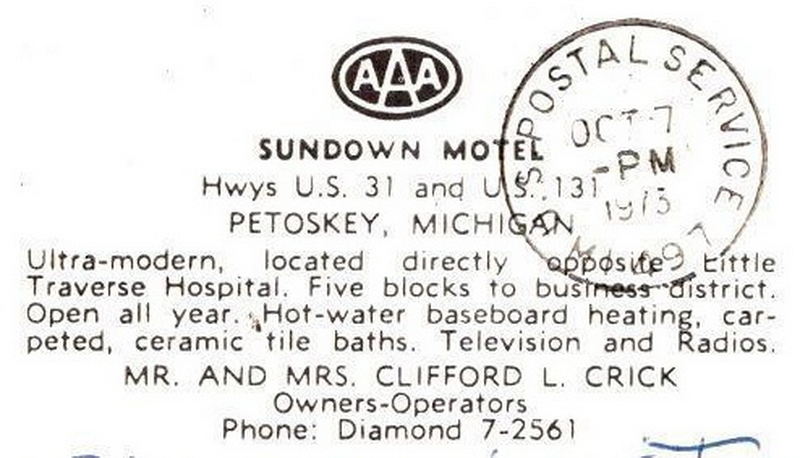 AAA
SUNDOWN MOTEL
Hwys U.S. 31 and U.S. 131
PETOSKEY, MICHIGAN
Ultra-modern, located directly opposite Little
Traverse Hospital. Five blocks to business district.
Open all year. Hot-water baseboard heating, car-
peted, ceramic tile baths. Television and Radios.
MR. AND MRS. CLIFFORD L. CRICK
Owners-Operators
Phone: Diamond 7-2561
POSTAL SERVICE
OCT 7
-PM
1973